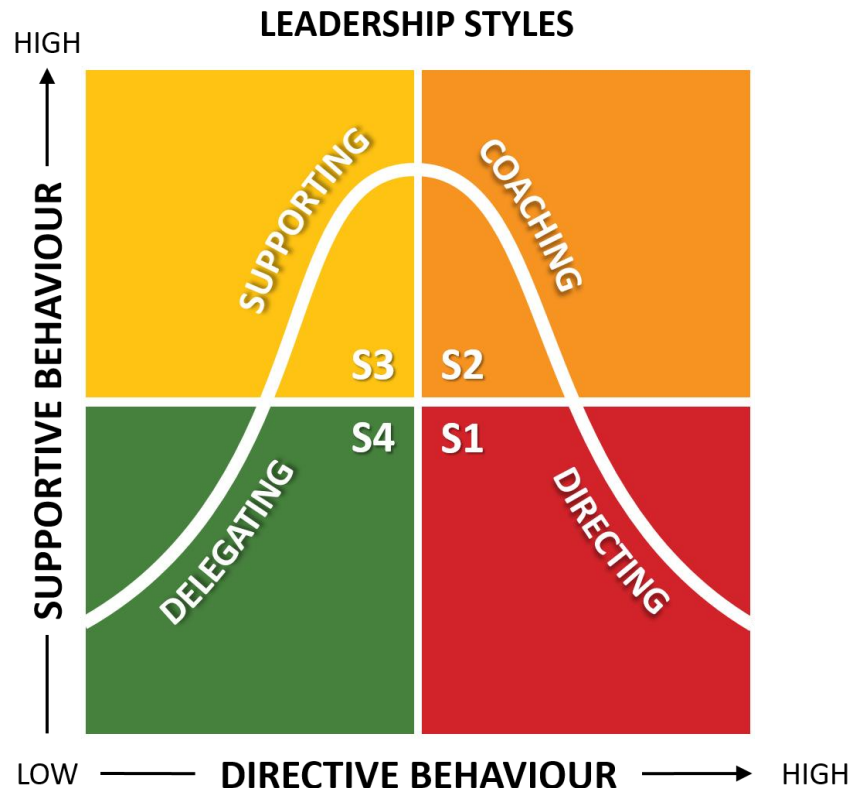 LEADERSHIP STYLES
HIGH
SUPPORTIVE BEHAVIOUR
SUPPORTING
COACHING
S3
S2
S4
S1
DELEGATING
DIRECTING
LOW
DIRECTIVE BEHAVIOUR
HIGH